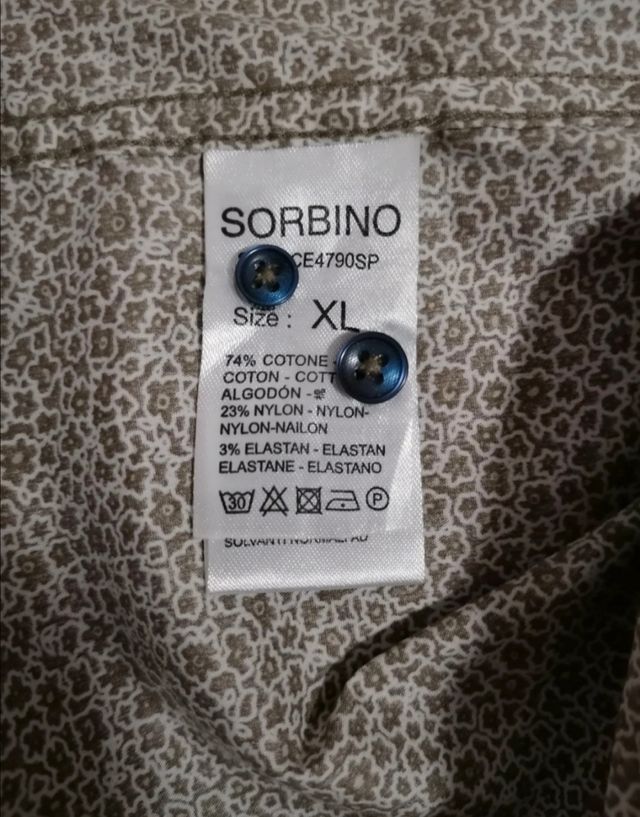 SORBINO
CE4790SP
Size : XL
74% COTONE -
COTON - COTT
ALGODÓN -
23% NYLON - NYLON-
NYLON-NAILON
3% ELASTAN - ELASTAN
ELASTANE - ELASTANO
30 P